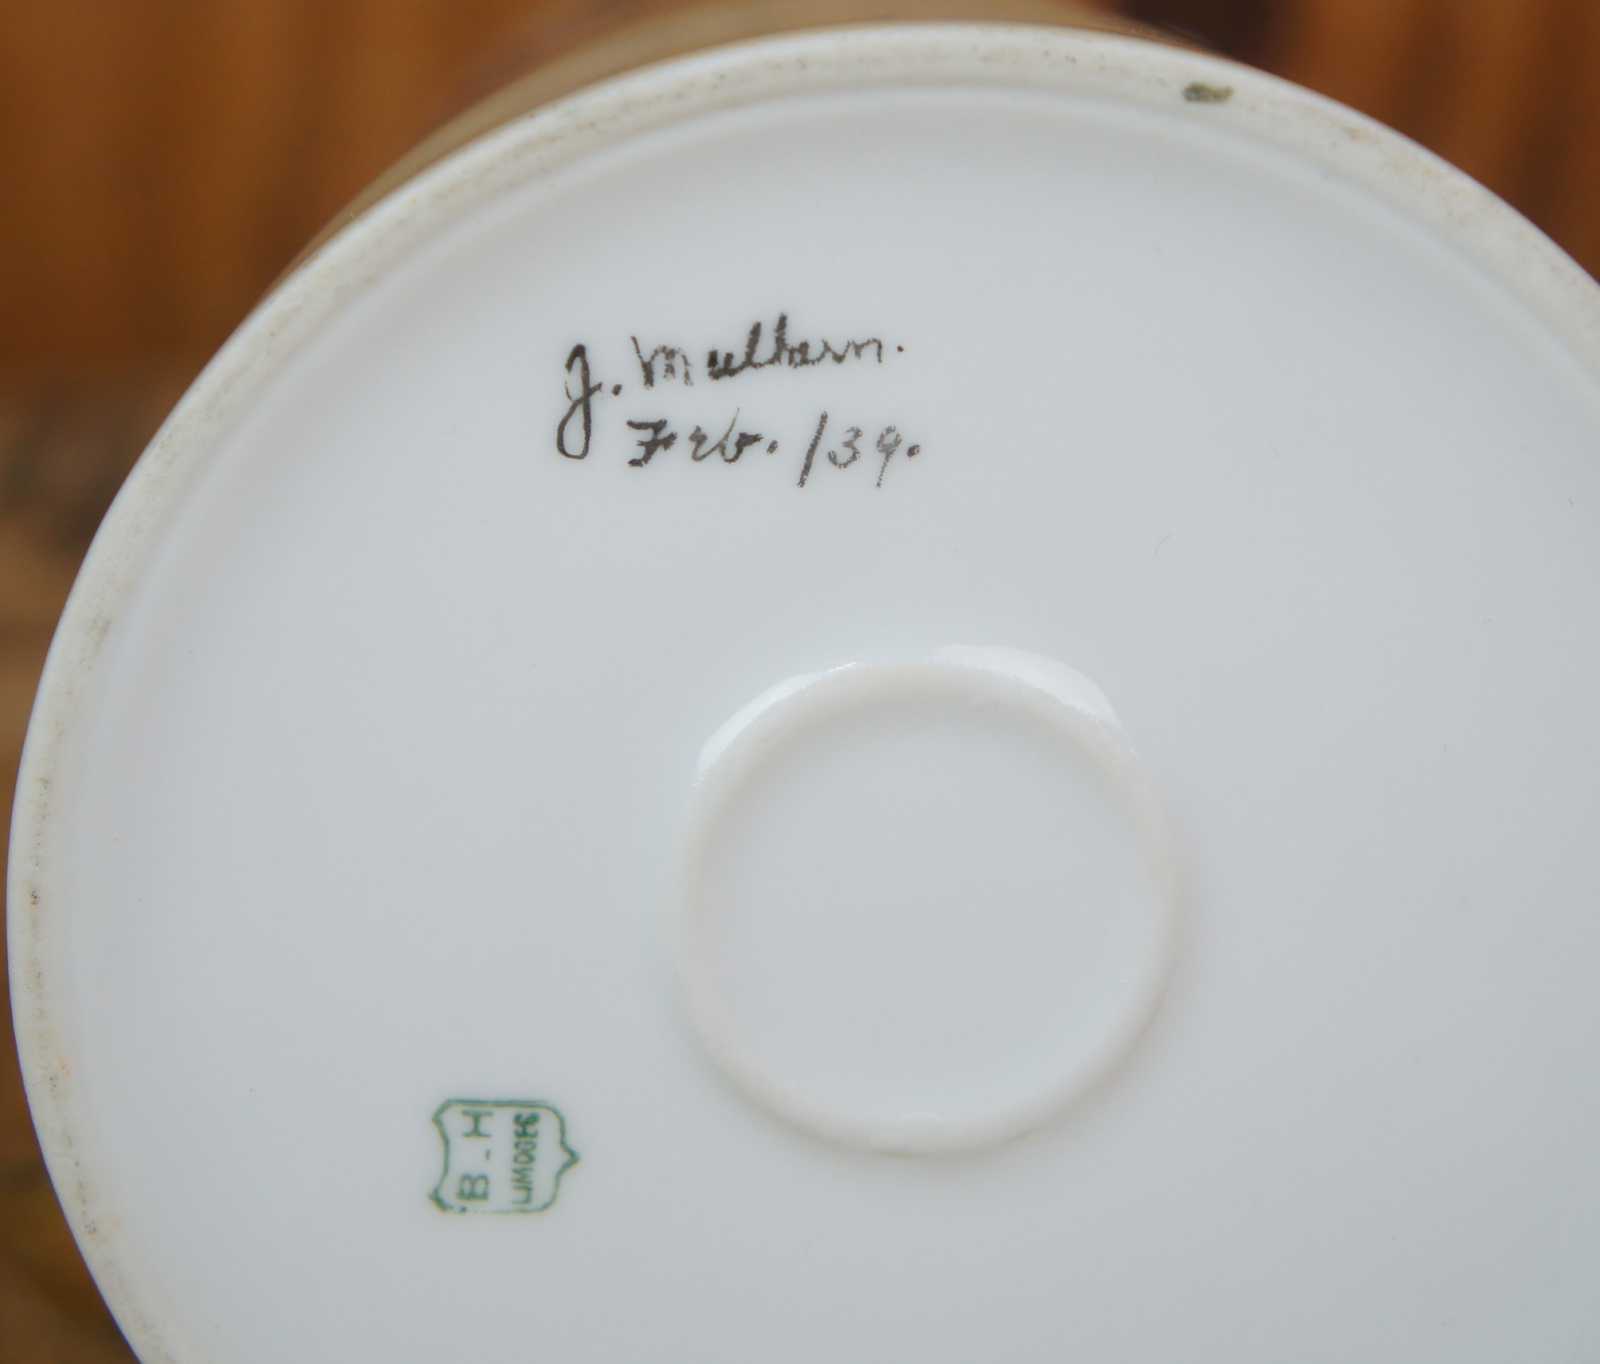 J. Mulhern.
Feb. /39.
B-H
LIMOGES